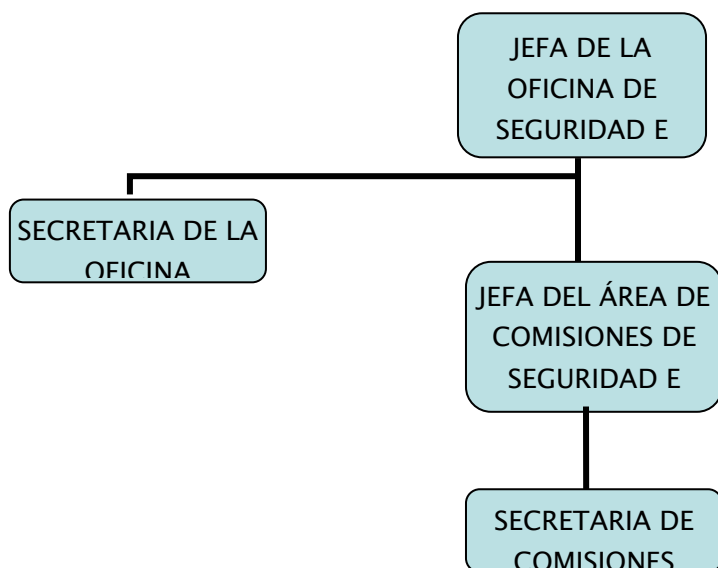 JEFA DE LA
OFICINA DE
SEGURIDAD E
SECRETARIA DE LA
OFICINA
JEFA DEL ÁREA DE
COMISIONES DE
SEGURIDAD E
SECRETARIA DE
COMISIONES